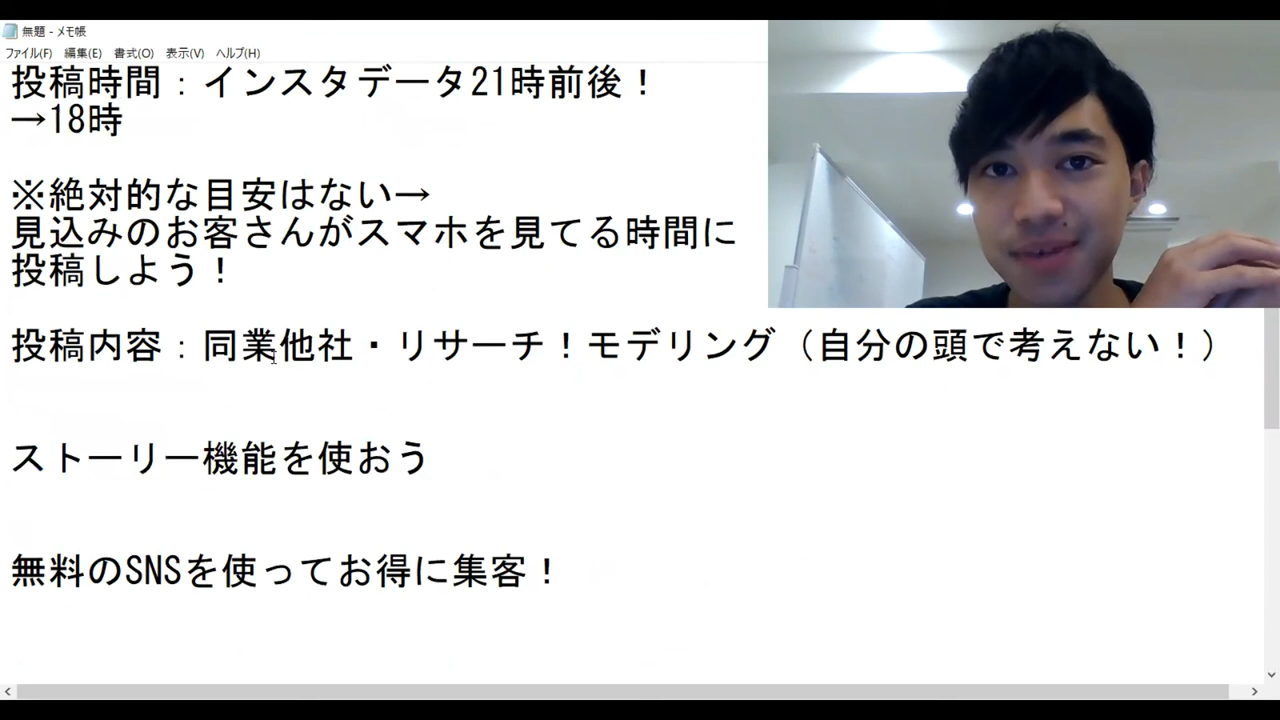 無題 - メモ帳
ファイル(F) 編集(E) 書式(O) 表示(V) ヘルプ(H)
投稿時間：インスタデータ21時前後！
→18時
※絶対的な目安はない→
見込みのお客さんがスマホを見てる時間に
投稿しよう！
投稿内容：同業他社・リサーチ！モデリング（自分の頭で考えない！）
ストーリー機能を使おう
無料のSNSを使ってお得に集客！